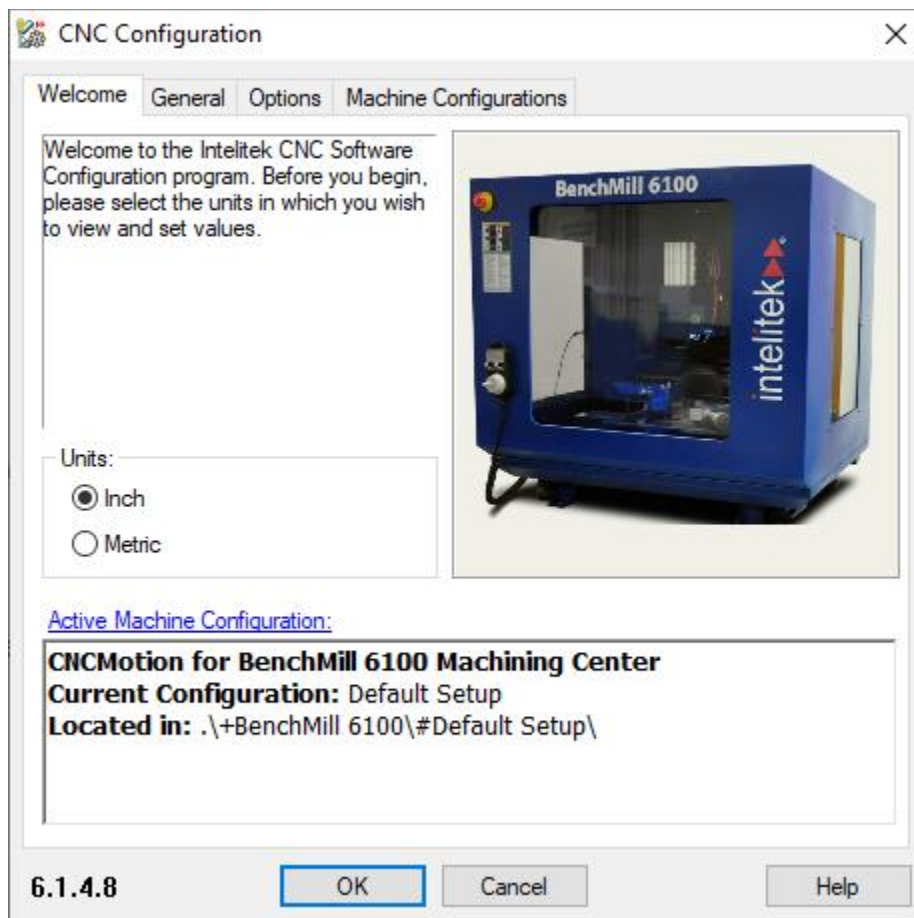 CNC Configuration
Welcome
General
Options
Machine Configurations
Welcome to the Intelitek CNC Software
Configuration program. Before you begin,
please select the units in which you wish
to view and set values.
BenchMill 6100
intelitek
Units:
Inch
Metric
Active Machine Configuration:
CNCMotion for BenchMill 6100 Machining Center
Current Configuration: Default Setup
Located in: .\+BenchMill 6100\#Default Setup\
6.1.4.8
OK
Cancel
Help